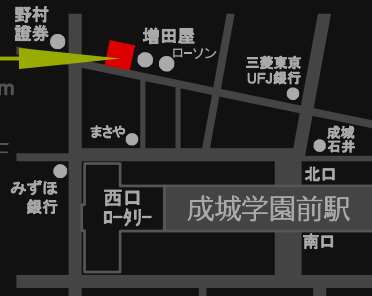 野村
證券
増田屋
ローソン
三菱東京
UFJ銀行
m
まさや
成城
石井
みずほ
銀行
西口
ロータリー
北口
成城学園前駅
南口